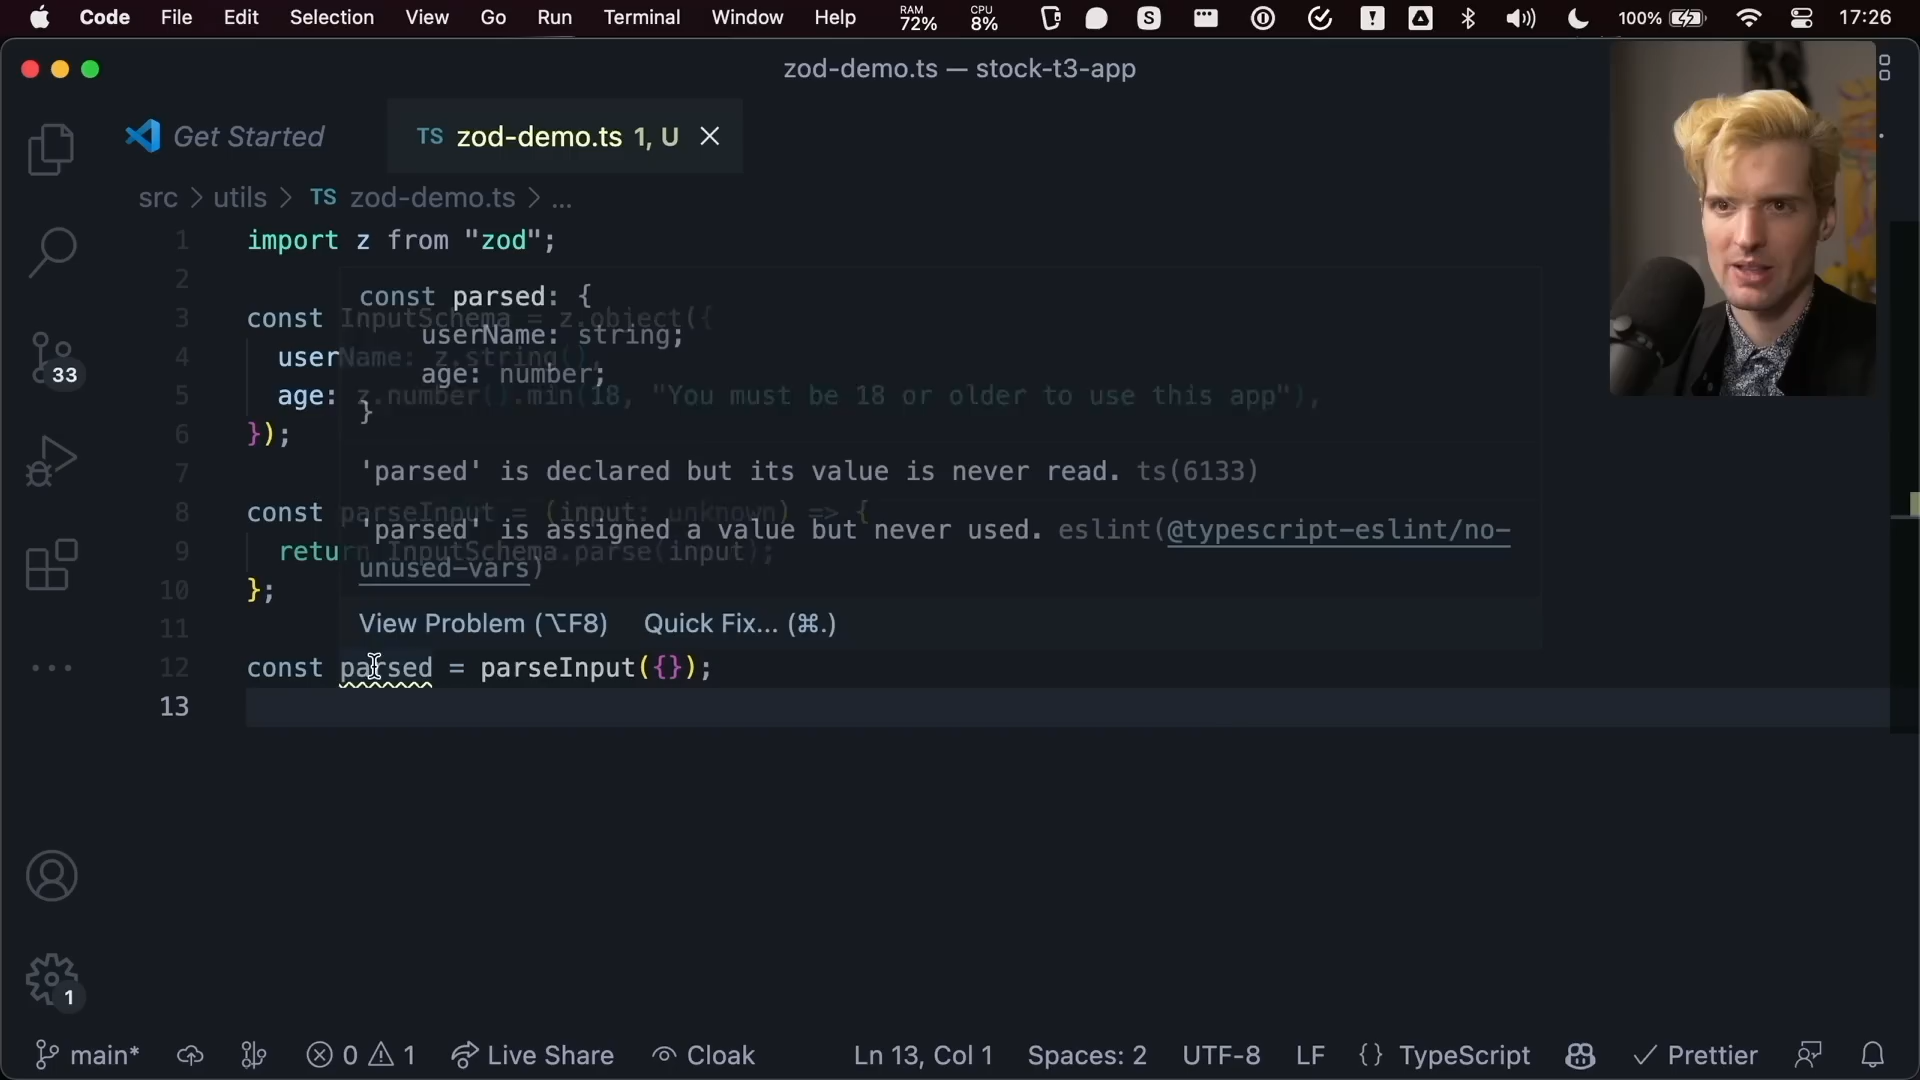 Code File Edit Selection View Go Run Terminal Window Help RAM 72% CPU 8% 100% 17:26
zod-demo.ts — stock-t3-app
Get Started TS zod-demo.ts 1, U
src > utils > TS zod-demo.ts > ...
1 import z from "zod";
2
const parsed: {
3 const InputSchema = z.object({
userName: string;
4 userName: z.string(),
age: number;
5 age: z.number().min(18, "You must be 18 or older to use this app"),
}
6 });
7
'parsed' is declared but its value is never read. ts(6133)
8 const parseInput = (input: unknown) => {
'parsed' is assigned a value but never used. eslint(@typescript-eslint/no-
9 return InputSchema.parse(input);
unused-vars)
10 };
11
View Problem (⌥F8) Quick Fix... (⌘.)
12 const parsed = parseInput({});
13
33
1
main* 0 1 Live Share Cloak Ln 13, Col 1 Spaces: 2 UTF-8 LF {} TypeScript Prettier